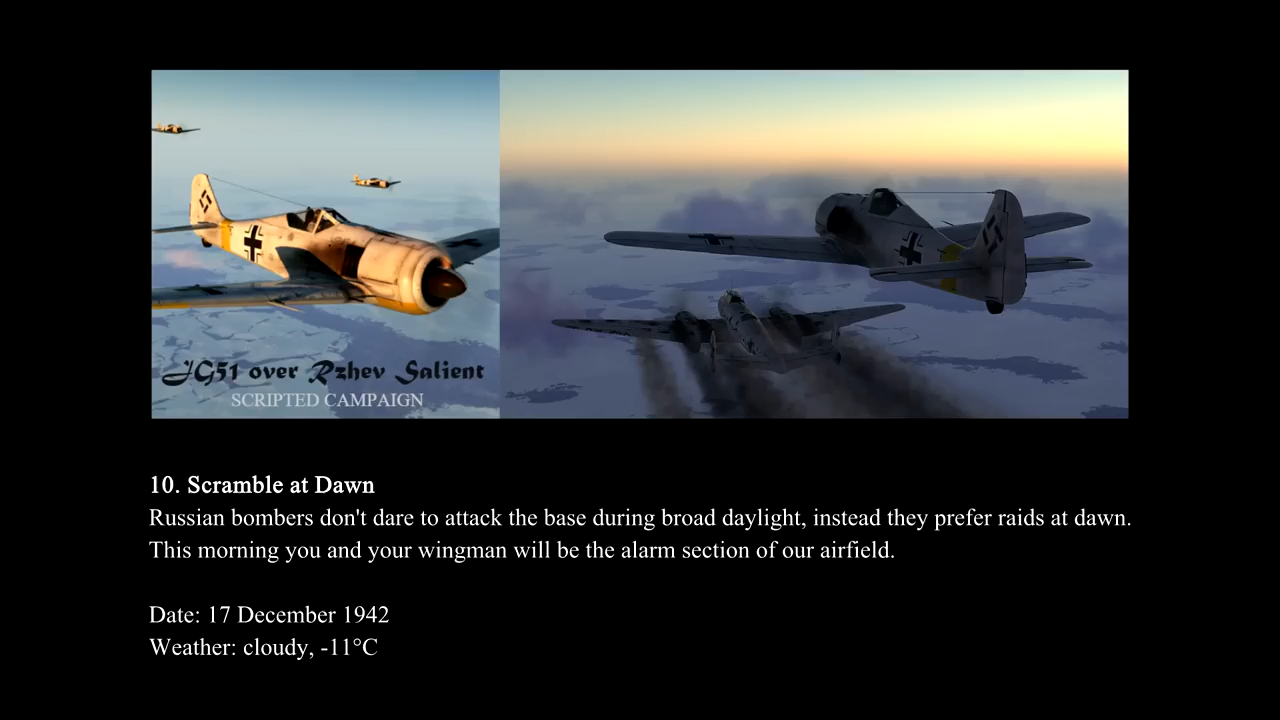 JG51 over Rzhev Salient
SCRIPTED CAMPAIGN
10. Scramble at Dawn
Russian bombers don't dare to attack the base during broad daylight, instead they prefer raids at dawn.
This morning you and your wingman will be the alarm section of our airfield.
Date: 17 December 1942
Weather: cloudy, -11°C